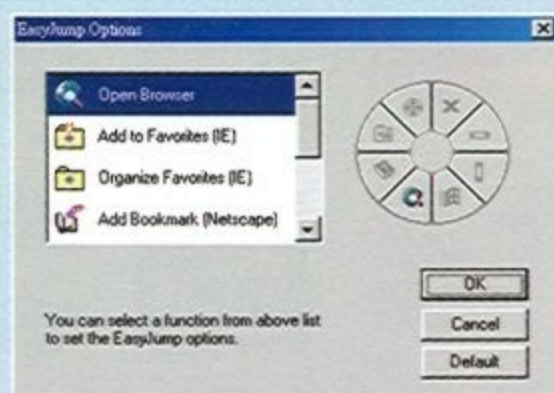 EasyJump Options
Open Browser
Add to Favorites (IE)
Organize Favorites (IE)
Add Bookmark (Netscape)
You can select a function from above list
to set the EasyJump options.
OK
Cancel
Default